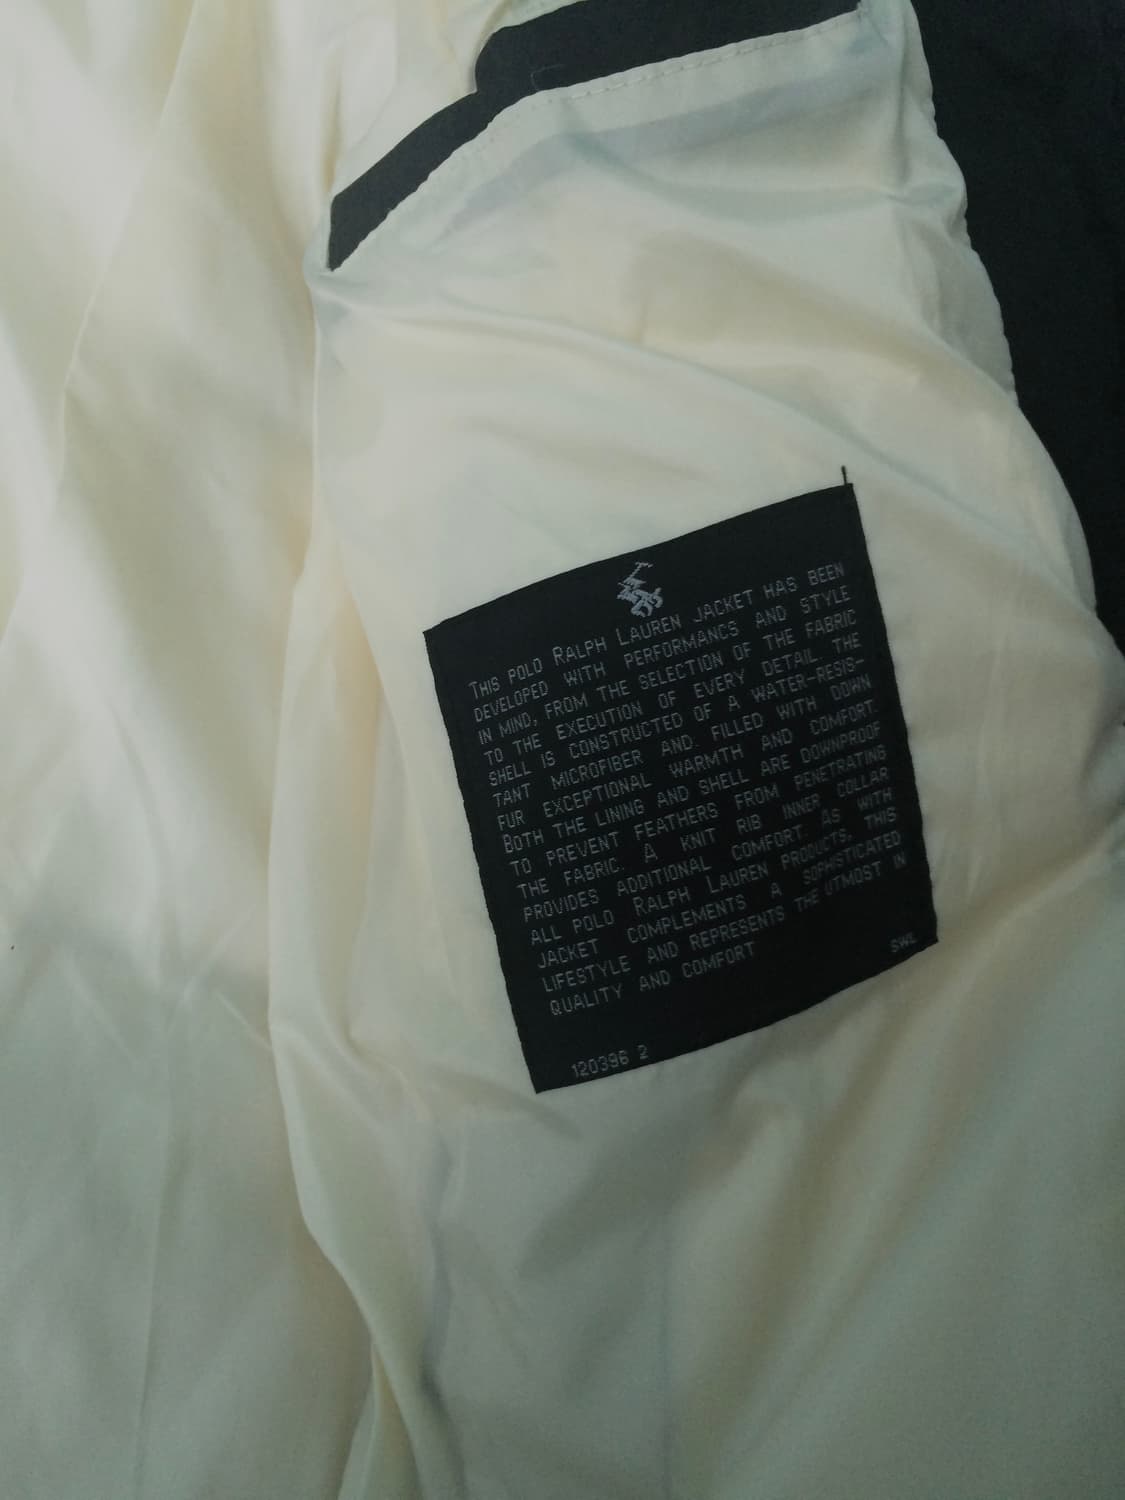 THIS POLO RALPH LAUREN JACKET HAS BEEN
DEVELOPED WITH PERFORMANCS AND STYLE
IN MIND, FROM THE SELECTION OF THE FABRIC
TO THE EXECUTION OF EVERY DETAIL. THE
SHELL IS CONSTRUCTED OF A WATER-RESIS-
TANT MICROFIBER AND. FILLED WITH DOWN
FUR EXCEPTIONAL WARMTH AND COMFORT.
BOTH THE LINING AND SHELL ARE DOWNPROOF
TO PREVENT FEATHERS FROM PENETRATING
THE FABRIC. A KNIT RIB INNER COLLAR
PROVIDES ADDITIONAL COMFORT. AS WITH
ALL POLO RALPH LAUREN PRODUCTS. THIS
JACKET COMPLEMENTS A SOPHISTICATED
LIFESTYLE AND REPRESENTS THE UTMOST IN
QUALITY AND COMFORT
SWL
120396 2